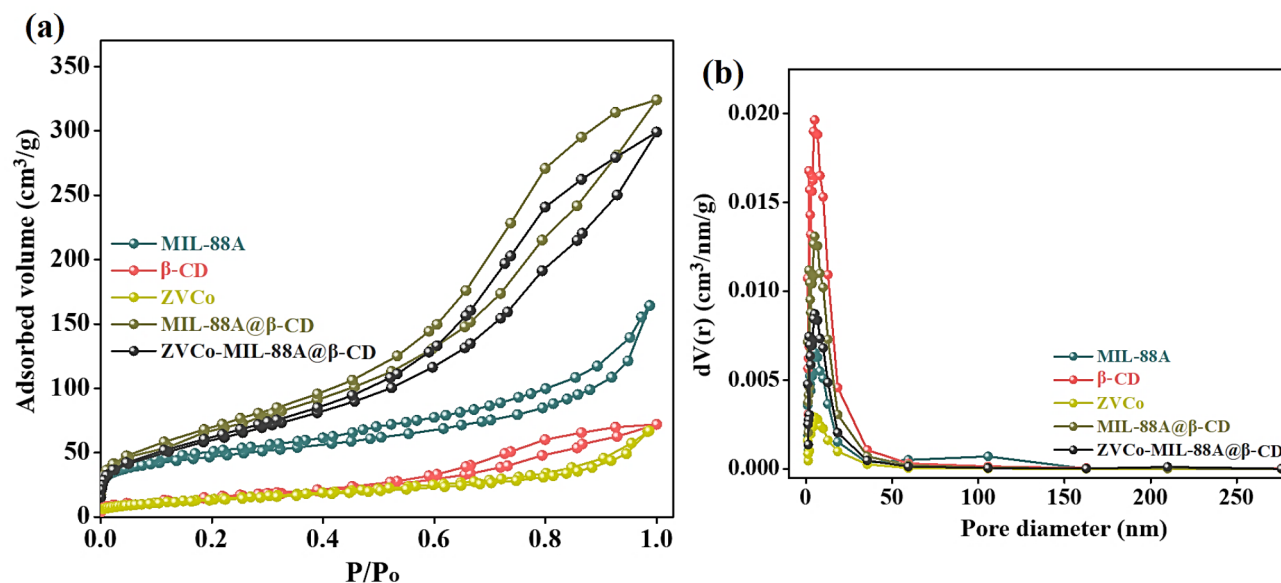 (a)
350
300
250
200
150
100
50
0
Adsorbed volume (cm³/g)
MIL-88A
β-CD
ZVCo
MIL-88A@β-CD
ZVCo-MIL-88A@β-CD
0.0 0.2 0.4 0.6 0.8 1.0
P/Po
(b)
0.020
0.015
0.010
0.005
0.000
dV(r) (cm³/nm/g)
MIL-88A
β-CD
ZVCo
MIL-88A@β-CD
ZVCo-MIL-88A@β-CD
0 50 100 150 200 250
Pore diameter (nm)